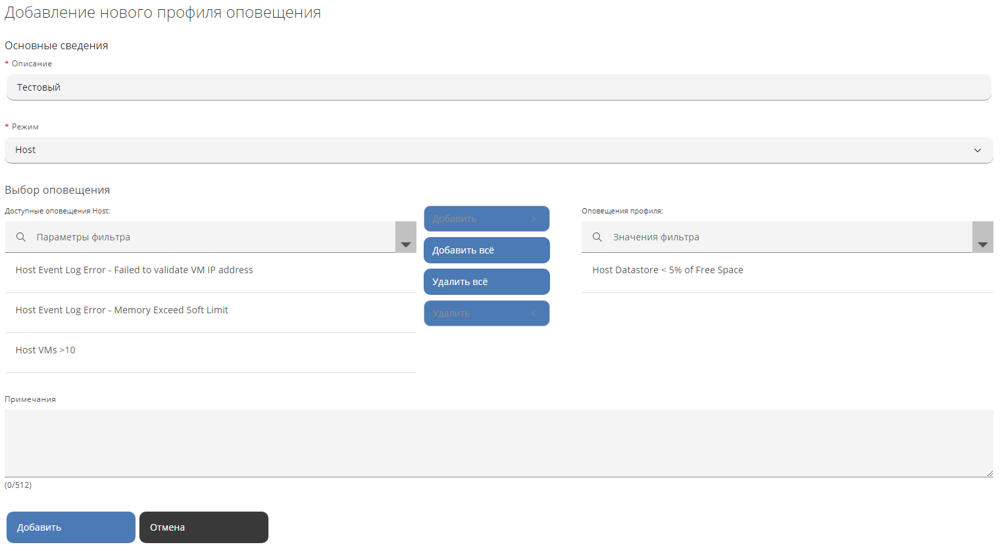 Добавление нового профиля оповещения
Основные сведения
* Описание
Тестовый
* Режим
Host
Выбор оповещения
Доступные оповещения Host:
Параметры фильтра
Host Event Log Error - Failed to validate VM IP address
Host Event Log Error - Memory Exceed Soft Limit
Host VMs >10
Добавить
Добавить всё
Удалить всё
Удалить
Оповещения профиля:
Значения фильтра
Host Datastore < 5% of Free Space
Примечания
(0/512)
Добавить
Отмена